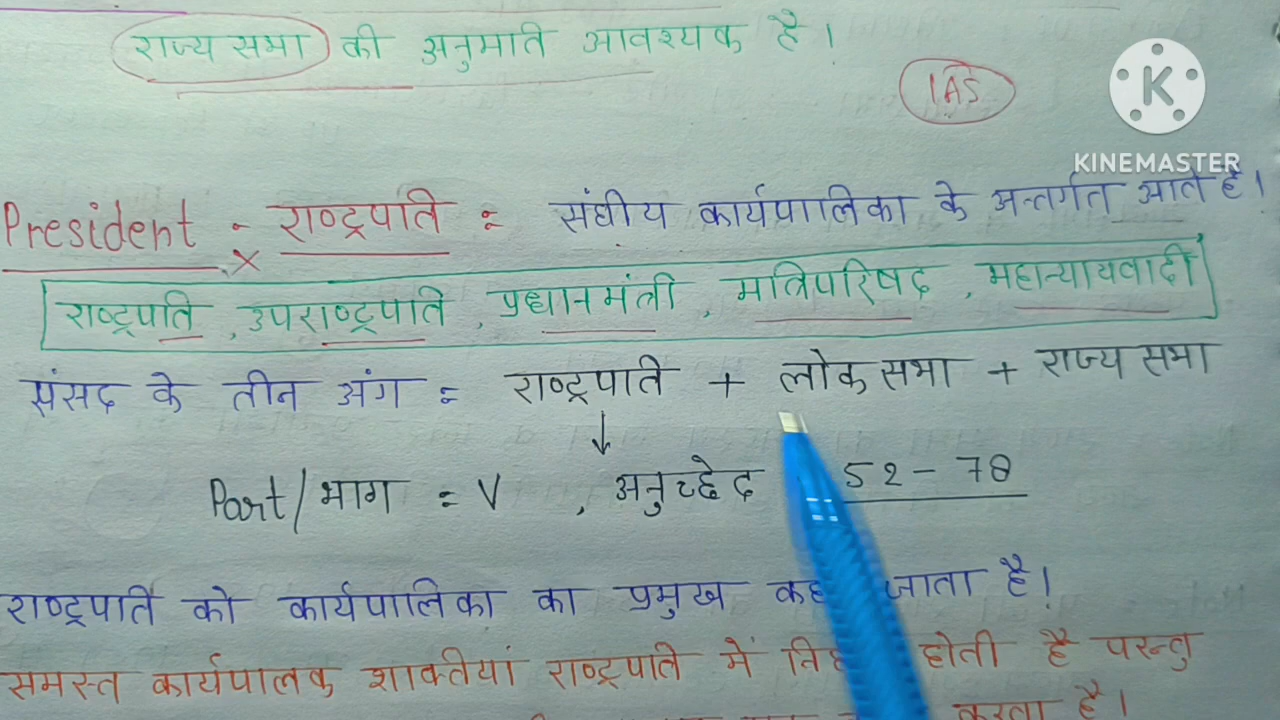 राज्य सभा की अनुमति आवश्यक है।
IAS
KINEMASTER
President - राष्ट्रपति = संघीय कार्यपालिका के अन्तर्गत आते है।
राष्ट्रपति, उपराष्ट्रपति, प्रधानमंत्री, मंत्रिपरिषद, महान्यायवादी
संसद के तीन अंग = राष्ट्रपति + लोक सभा + राज्य सभा
Part/भाग = V, अनुच्छेद 52-78
राष्ट्रपति को कार्यपालिका का प्रमुख कहा जाता है।
समस्त कार्यपालक शक्तियां राष्ट्रपति में होती है परन्तु
करता है।